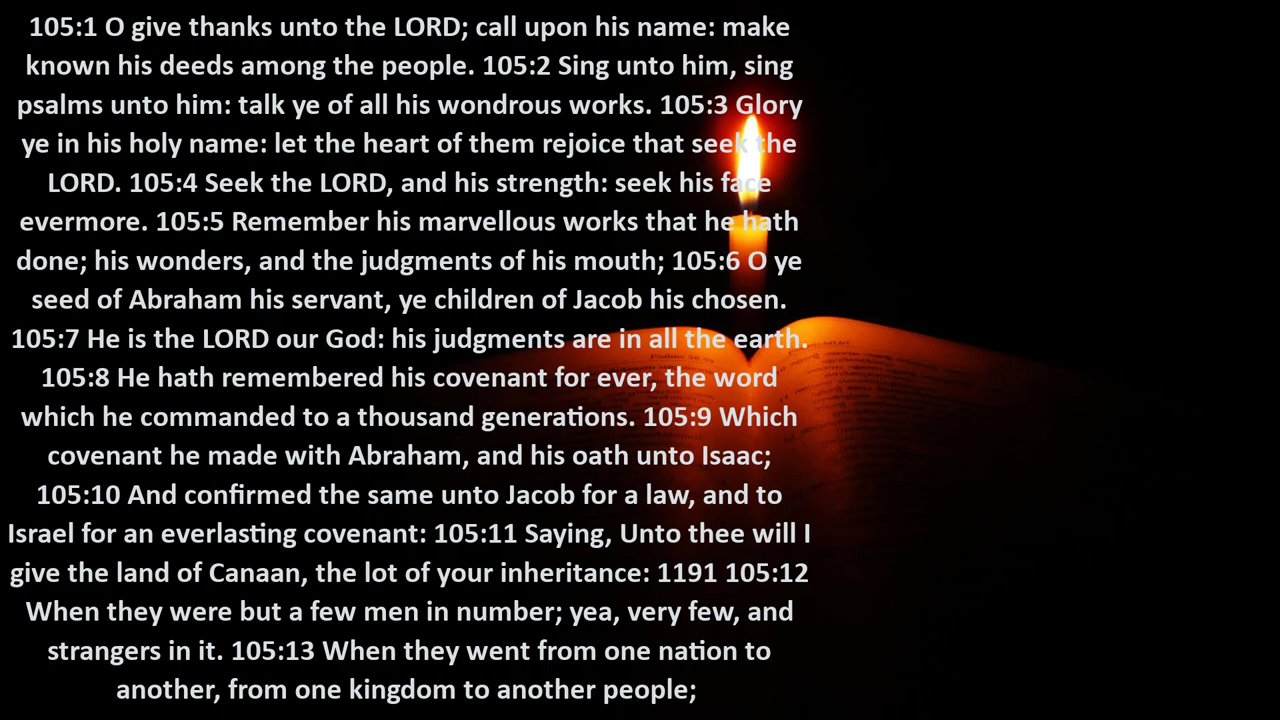 105:1 O give thanks unto the LORD; call upon his name: make
known his deeds among the people. 105:2 Sing unto him, sing
psalms unto him: talk ye of all his wondrous works. 105:3 Glory
ye in his holy name: let the heart of them rejoice that seek the
LORD. 105:4 Seek the LORD, and his strength: seek his face
evermore. 105:5 Remember his marvellous works that he hath
done; his wonders, and the judgments of his mouth; 105:6 O ye
seed of Abraham his servant, ye children of Jacob his chosen.
105:7 He is the LORD our God: his judgments are in all the earth.
105:8 He hath remembered his covenant for ever, the word
which he commanded to a thousand generations. 105:9 Which
covenant he made with Abraham, and his oath unto Isaac;
105:10 And confirmed the same unto Jacob for a law, and to
Israel for an everlasting covenant: 105:11 Saying, Unto thee will I
give the land of Canaan, the lot of your inheritance: 1191 105:12
When they were but a few men in number; yea, very few, and
strangers in it. 105:13 When they went from one nation to
another, from one kingdom to another people;